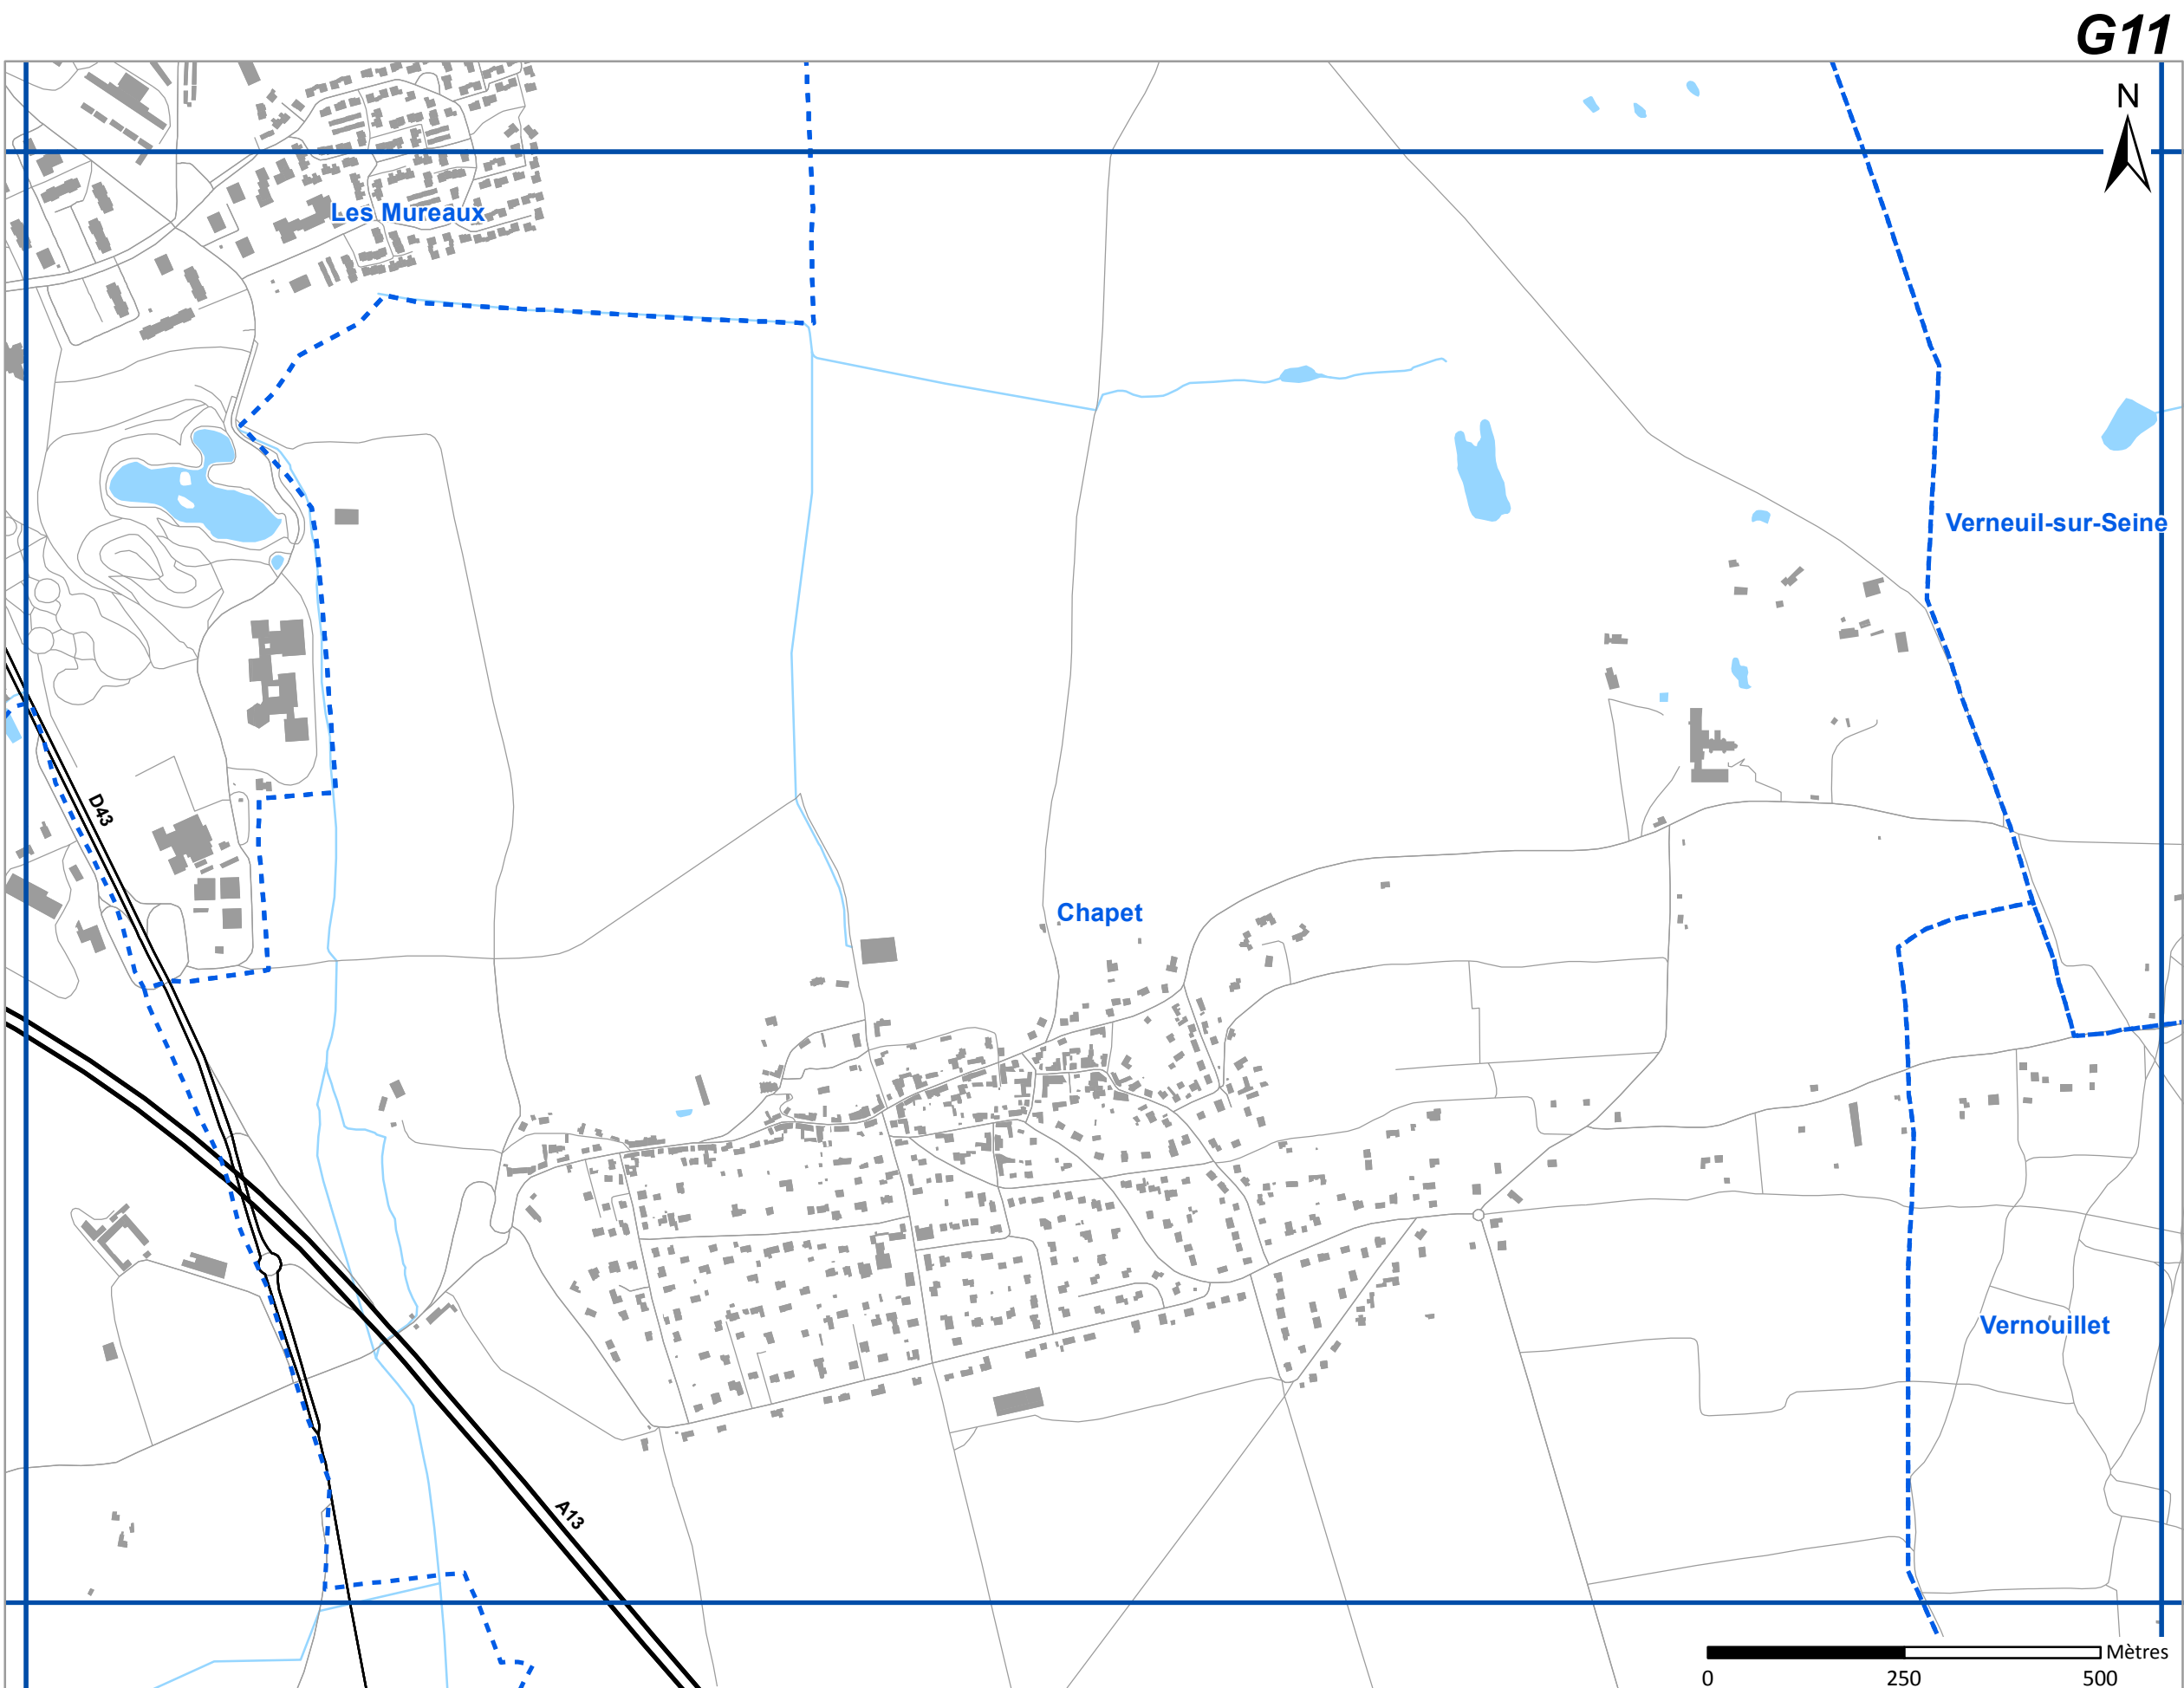 G11
N
Les Mureaux
Verneuil-sur-Seine
D43
Chapet
Vernouillet
A13
Mètres
0 250 500